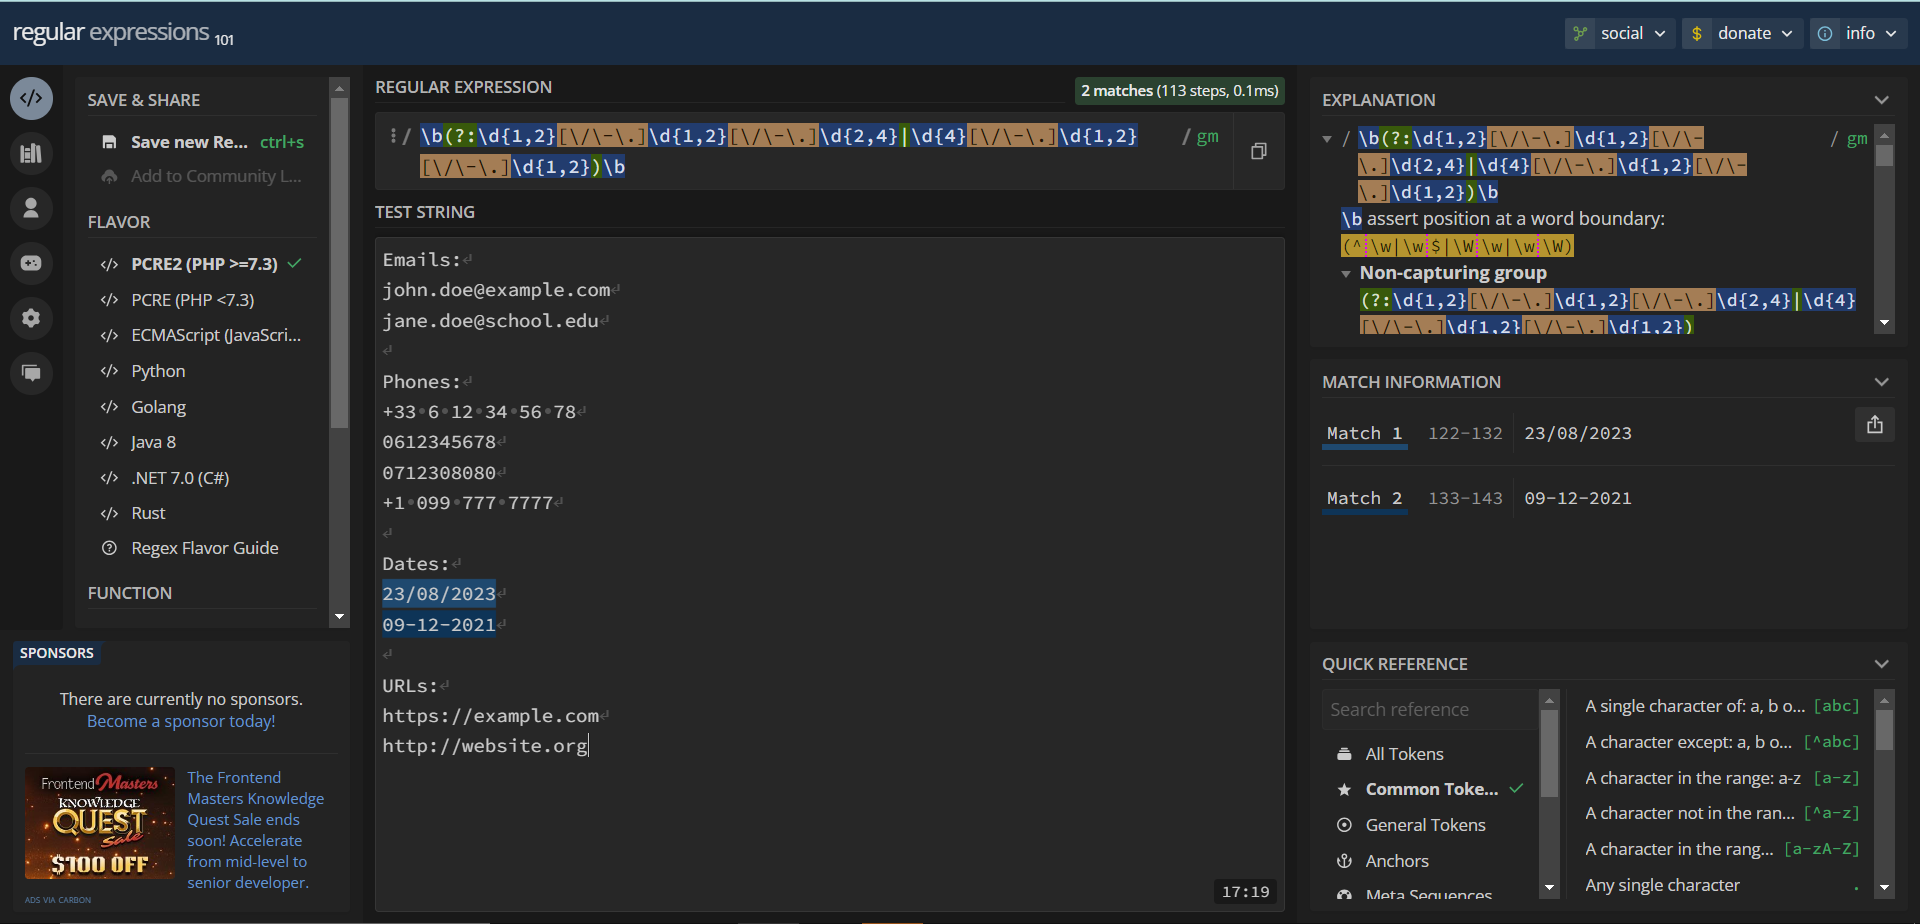 regular expressions 101
social
donate
info
SAVE & SHARE
Save new Re... ctrl+s
Add to Community L...
FLAVOR
PCRE2 (PHP >=7.3)
PCRE (PHP <7.3)
ECMAScript (JavaScri...
Python
Golang
Java 8
.NET 7.0 (C#)
Rust
Regex Flavor Guide
FUNCTION
SPONSORS
There are currently no sponsors.
Become a sponsor today!
Frontend Masters
KNOWLEDGE
QUEST
Sale
$100 OFF
The Frontend
Masters Knowledge
Quest Sale ends
soon! Accelerate
from mid-level to
senior developer.
ADS VIA CARBON
REGULAR EXPRESSION
2 matches (113 steps, 0.1ms)
/ \b(?:\d{1,2}[\/\-\.]\d{1,2}[\/\-\.]\d{2,4}|\d{4}[\/\-\.]\d{1,2} / gm
[\/\-\.]\d{1,2})\b
TEST STRING
Emails:
john.doe@example.com
jane.doe@school.edu
Phones:
+33 6 12 34 56 78
0612345678
0712308080
+1 099 777 7777
Dates:
23/08/2023
09-12-2021
URLs:
https://example.com
http://website.org
17:19
EXPLANATION
/ \b(?:\d{1,2}[\/\-\.]\d{1,2}[\/\- / gm
\.]\d{2,4}|\d{4}[\/\-\.]\d{1,2}[\/\-
\.]\d{1,2})\b
\b assert position at a word boundary:
(^\w|\w$|\W\w|\w\W)
Non-capturing group
(?:\d{1,2}[\/\-\.]\d{1,2}[\/\-\.]\d{2,4}|\d{4}
[\/\-\.]\d{1,2}[\/\-\.]\d{1,2})
MATCH INFORMATION
Match 1 122-132 23/08/2023
Match 2 133-143 09-12-2021
QUICK REFERENCE
Search reference
All Tokens
Common Toke...
General Tokens
Anchors
Meta Sequences
A single character of: a, b o... [abc]
A character except: a, b o... [^abc]
A character in the range: a-z [a-z]
A character not in the ran... [^a-z]
A character in the rang... [a-zA-Z]
Any single character .